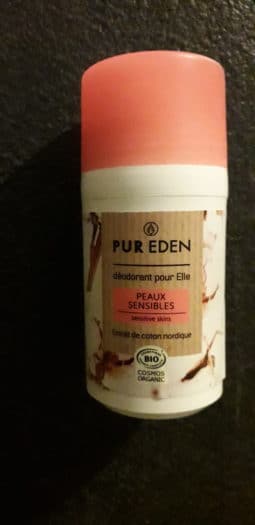 PUR EDEN
déodorant pour Elle
PEAUX
SENSIBLES
sensitive skins
Extrait de coton nordique
BIO
COSMOS
ORGANIC